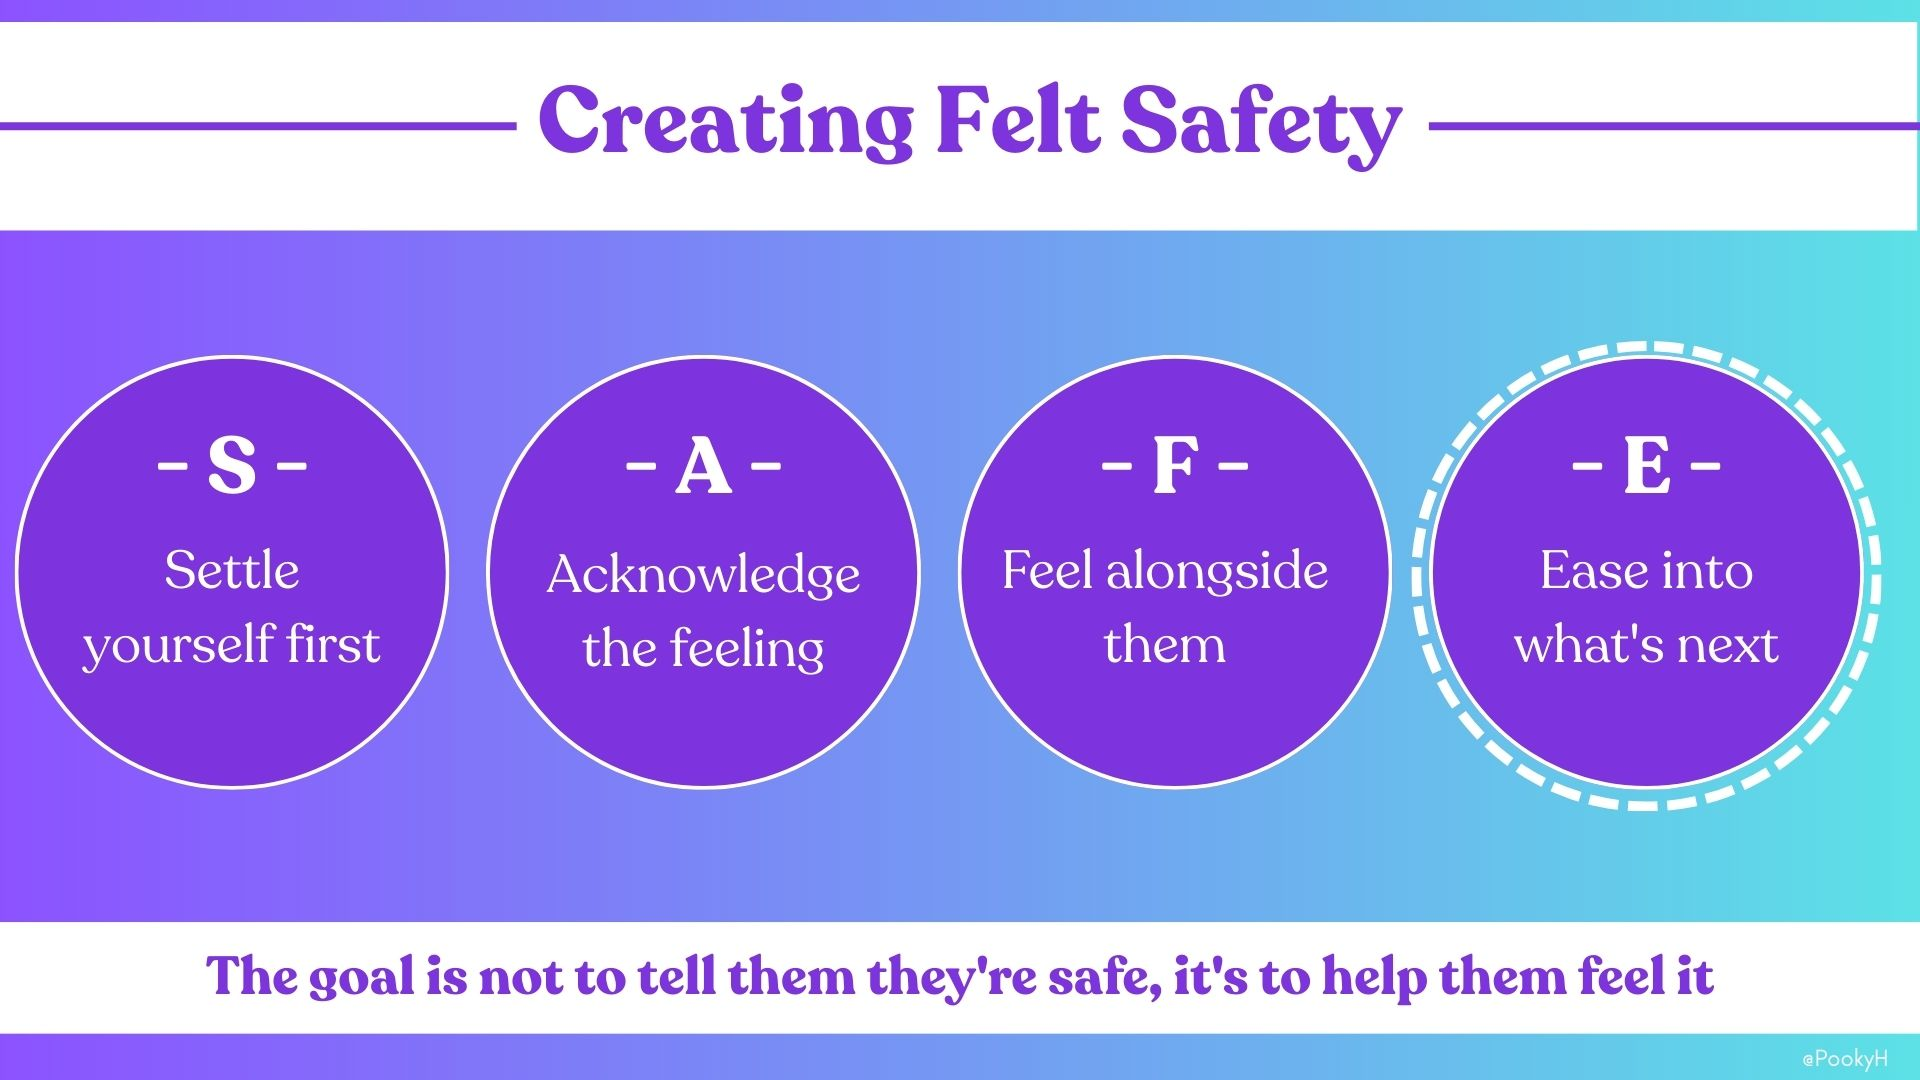 Creating Felt Safety
- S -
Settle
yourself first
- A -
Acknowledge
the feeling
- F -
Feel alongside
them
- E -
Ease into
what's next
The goal is not to tell them they're safe, it's to help them feel it
@PookyH